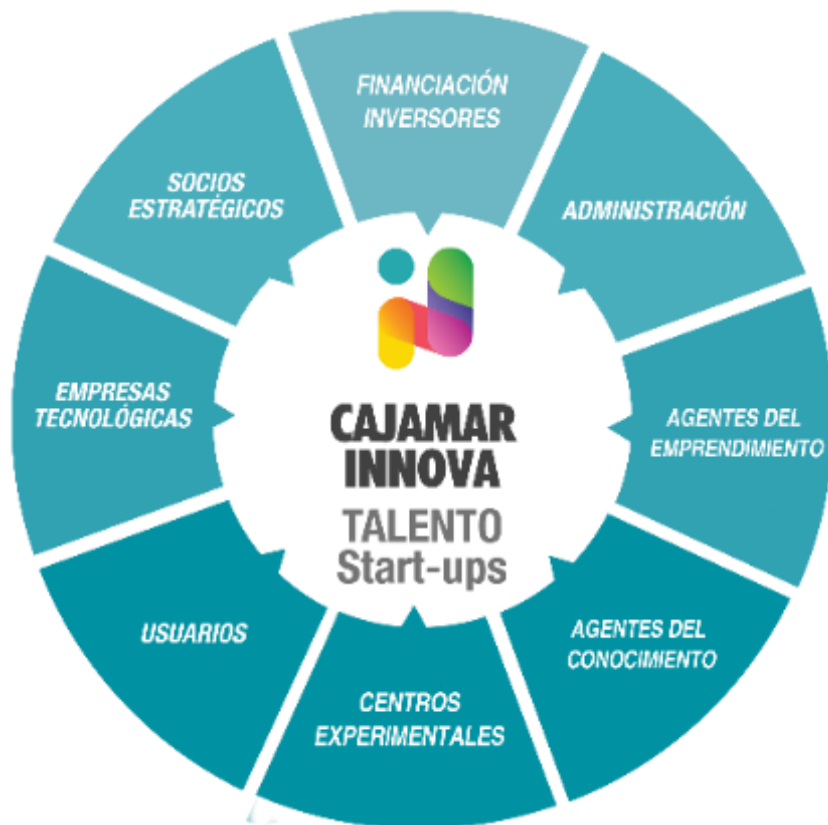 FINANCIACIÓN
INVERSORES
ADMINISTRACIÓN
AGENTES DEL
EMPRENDIMIENTO
AGENTES DEL
CONOCIMIENTO
CENTROS
EXPERIMENTALES
USUARIOS
EMPRESAS
TECNOLÓGICAS
SOCIOS
ESTRATÉGICOS
CAJAMAR
INNOVA
TALENTO
Start-ups